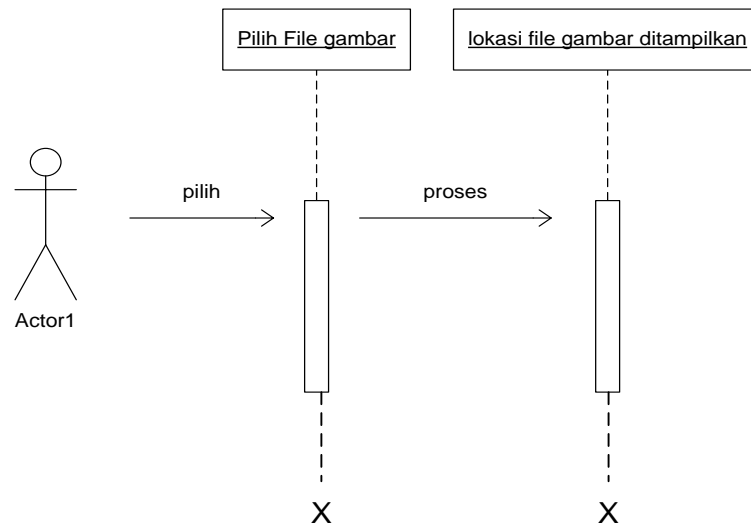 Pilih File gambar
lokasi file gambar ditampilkan
pilih
proses
Actor1
X
X